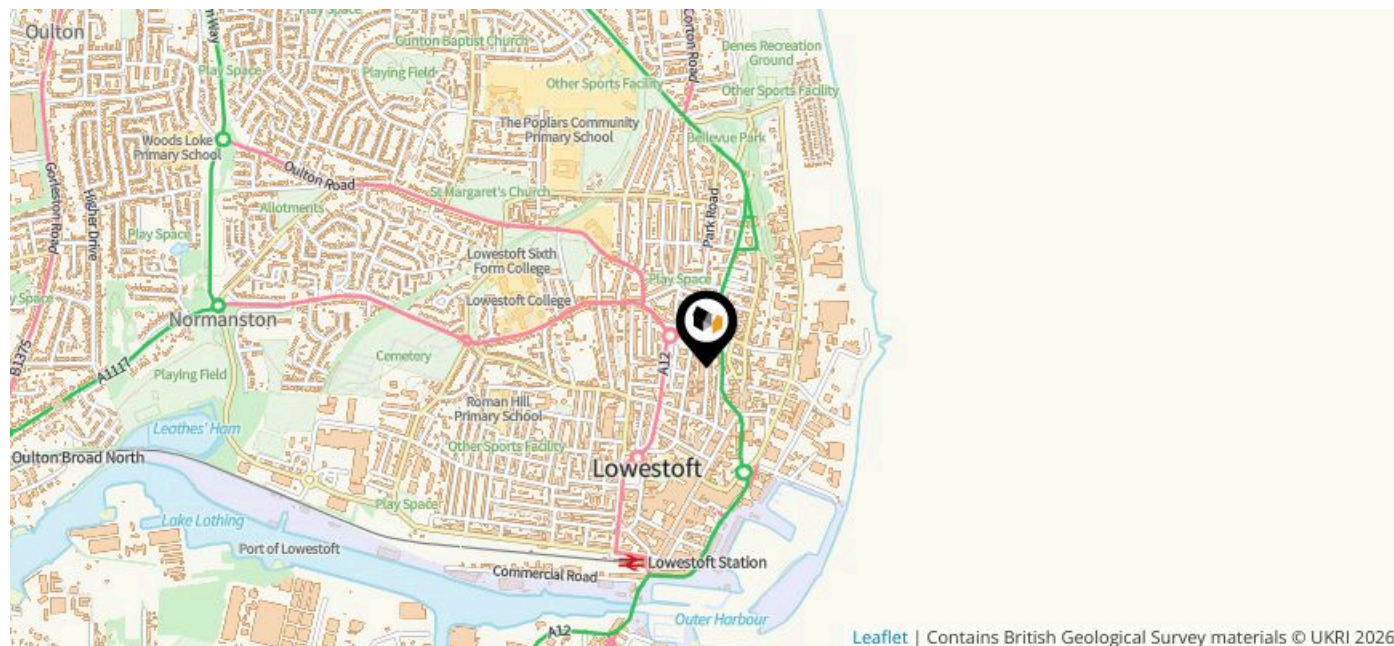 Oulton
Play Space
mWay
Gunton Baptist Church
Corton Road
Denes Recreation
Ground
Play Space
Playing Field
Other Sports Facility
Other Sports Facility
The Poplars Community
Primary School
Woods Loke
Primary School
Bellevue Park
Oulton Road
St Margaret's Church
Gorleston Road
Higher Drive
Allotments
Park Road
Play Space
Lowestoft Sixth
Form College
Play Space
y Space
Lowestoft College
Normanston
Cemetery
A12
B1375
A1117
Playing Field
Roman Hill
Primary School
Leathes' Ham
Other Sports Facility
Oulton Broad North
Lowestoft
Play Space
Lake Lothing
Port of Lowestoft
Lowestoft Station
Commercial Road
Outer Harbour
A12
Leaflet | Contains British Geological Survey materials © UKRI 2026